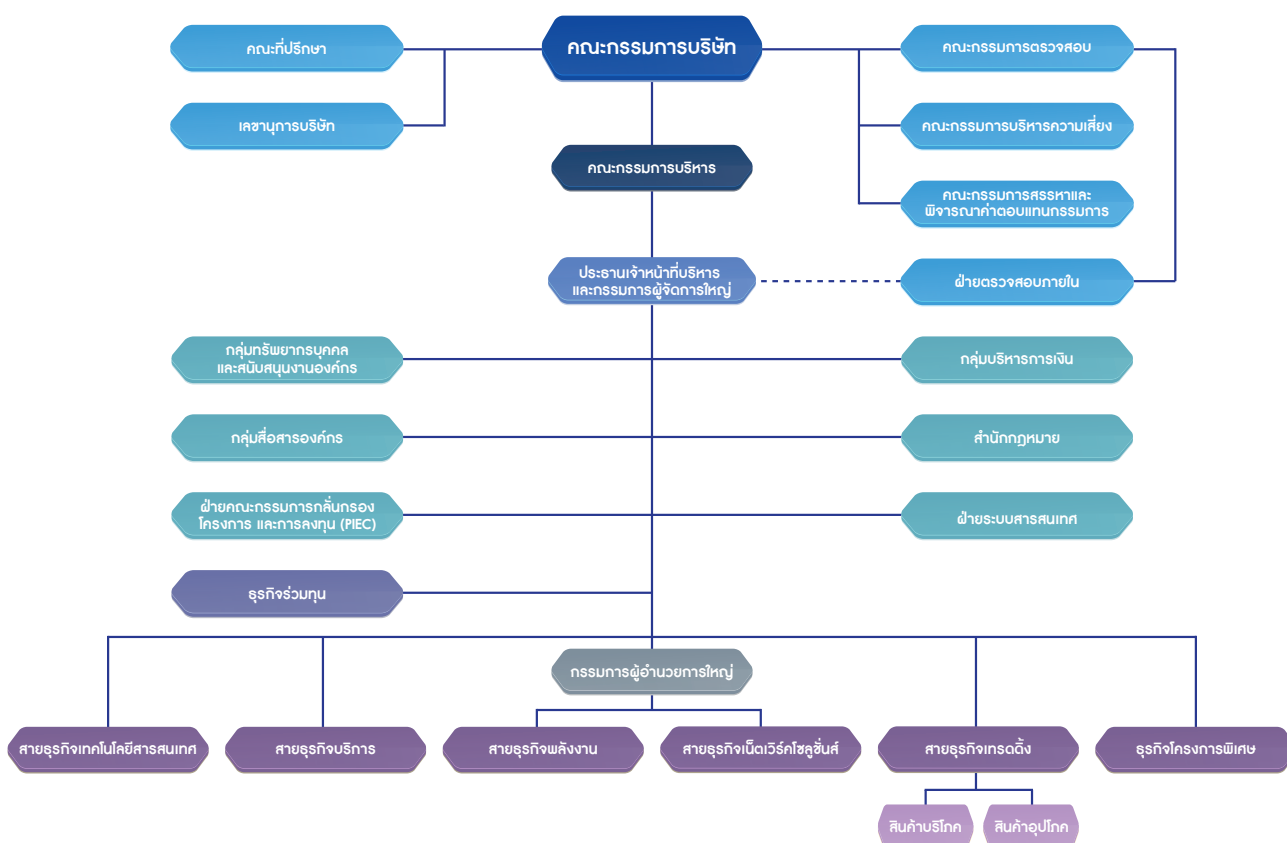 คณะที่ปรึกษา
คณะกรรมการบริษัท
คณะกรรมการตรวจสอบ
เลขานุการบริษัท
คณะกรรมการบริหารความเสี่ยง
คณะกรรมการบริหาร
คณะกรรมการสรรหาและ
พิจารณาค่าตอบแทนกรรมการ
ประธานเจ้าหน้าที่บริหาร
และกรรมการผู้จัดการใหญ่
ฝ่ายตรวจสอบภายใน
กลุ่มทรัพยากรบุคคล
และสนับสนุนงานองค์กร
กลุ่มบริหารการเงิน
กลุ่มสื่อสารองค์กร
สำนักกฎหมาย
ฝ่ายคณะกรรมการกลั่นกรอง
โครงการ และการลงทุน (PIEC)
ฝ่ายระบบสารสนเทศ
ธุรกิจร่วมทุน
กรรมการผู้อำนวยการใหญ่
สายธุรกิจเทคโนโลยีสารสนเทศ
สายธุรกิจบริการ
สายธุรกิจพลังงาน
สายธุรกิจเน็ตเวิร์คโซลูชั่นส์
สายธุรกิจเทรดดิ้ง
ธุรกิจโครงการพิเศษ
สินค้าบริโภค
สินค้าอุปโภค